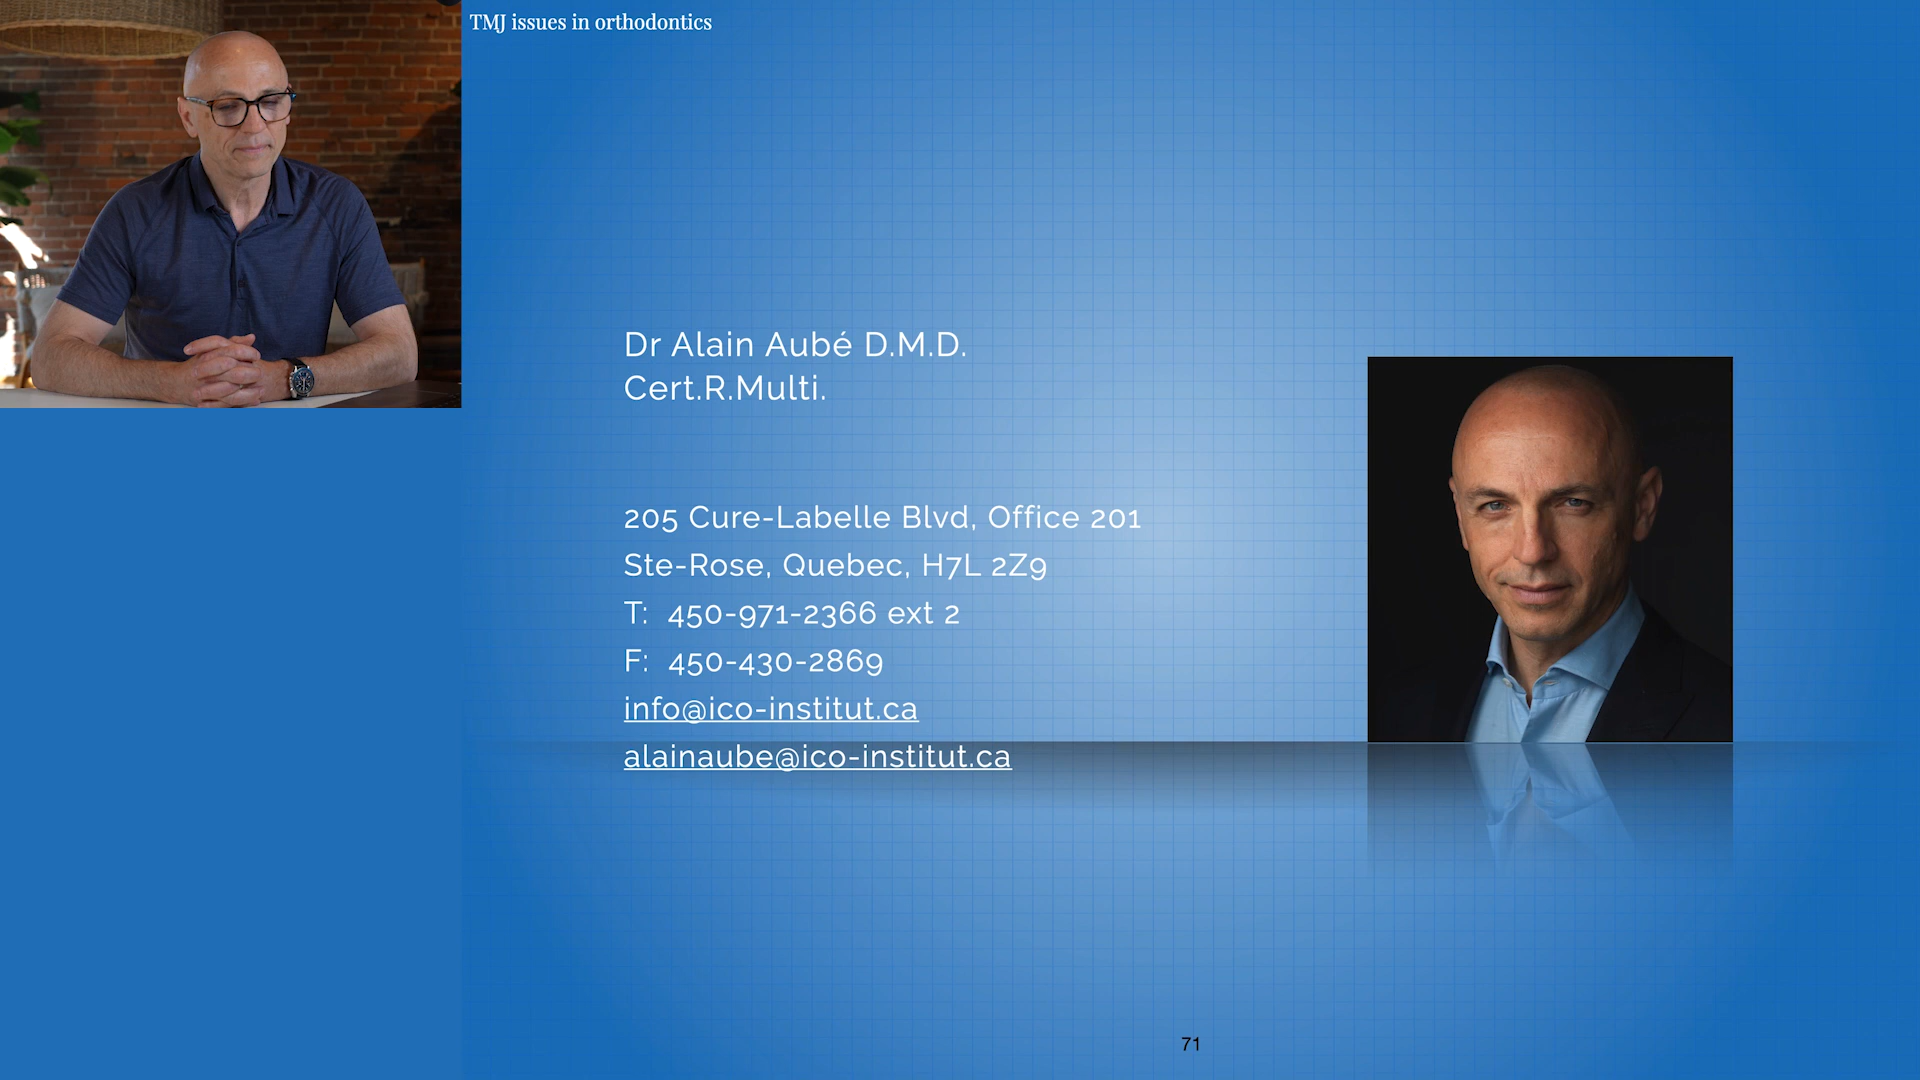 TMJ issues in orthodontics
Dr Alain Aubé D.M.D.
Cert.R.Multi.
205 Cure-Labelle Blvd, Office 201
Ste-Rose, Quebec, H7L 2Z9
T: 450-971-2366 ext 2
F: 450-430-2869
info@ico-institut.ca
alainaube@ico-institut.ca
71